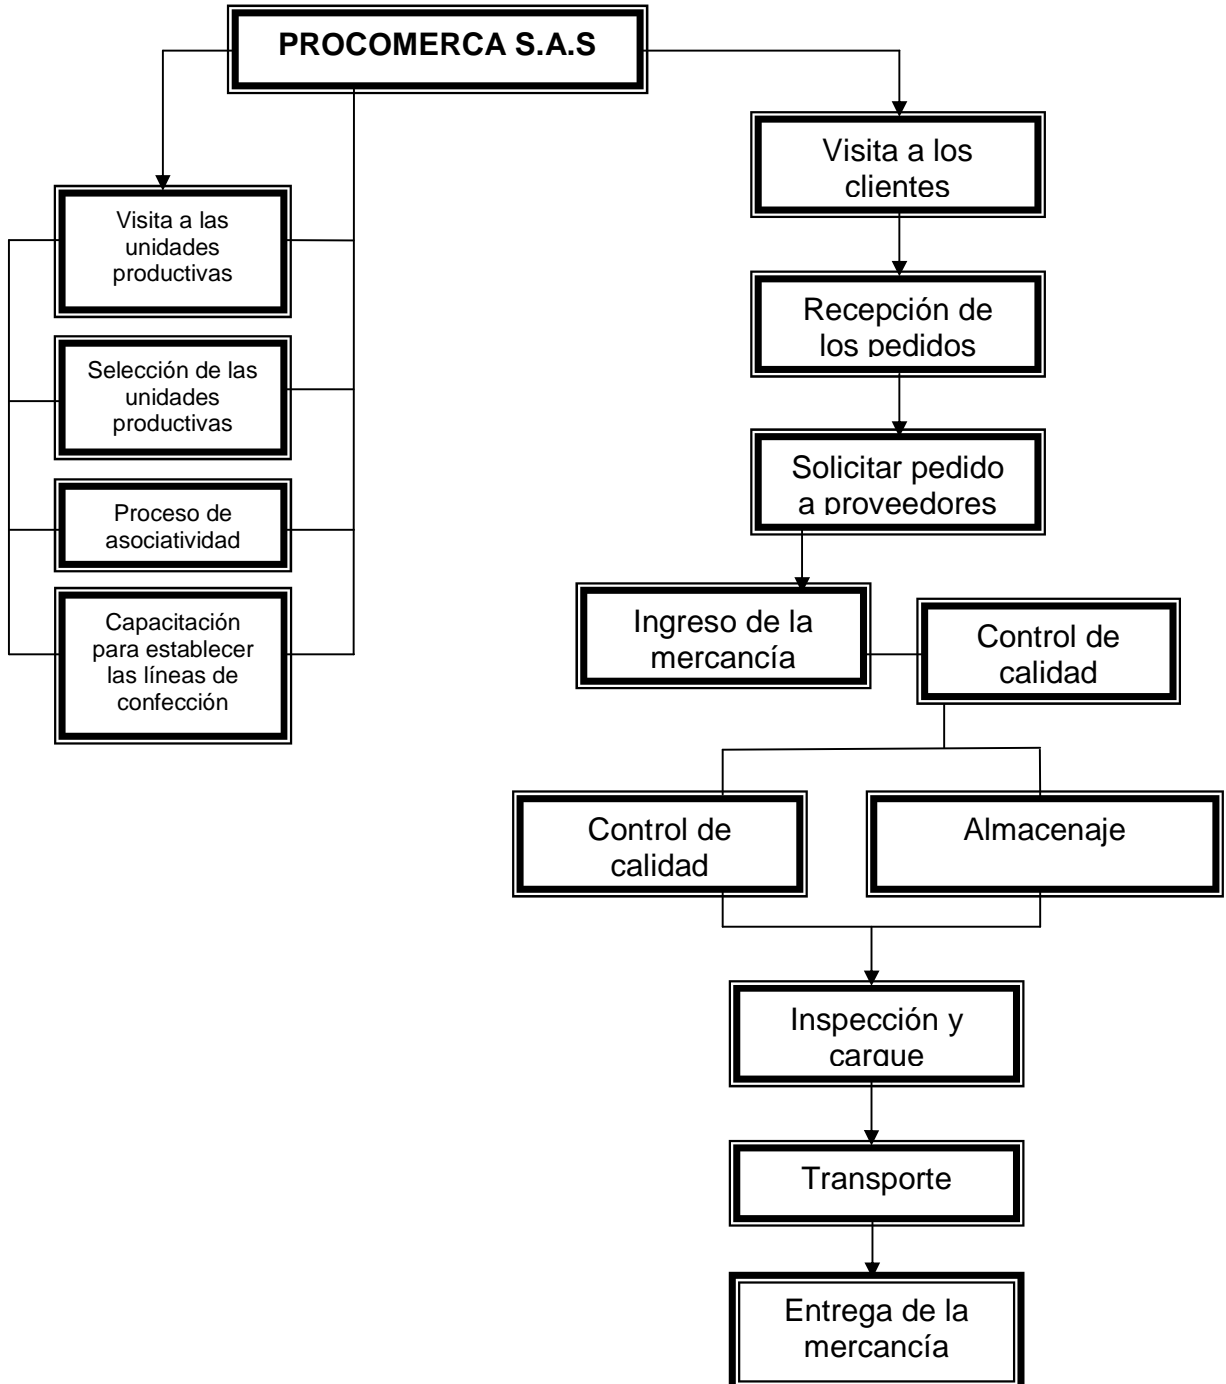 PROCOMERCA S.A.S
Visita a las
unidades
productivas
Selección de las
unidades
productivas
Proceso de
asociatividad
Capacitación
para establecer
las líneas de
confección
Visita a los
clientes
Recepción de
los pedidos
Solicitar pedido
a proveedores
Ingreso de la
mercancía
Control de
calidad
Control de
calidad
Almacenaje
Inspección y
cargue
Transporte
Entrega de la
mercancía